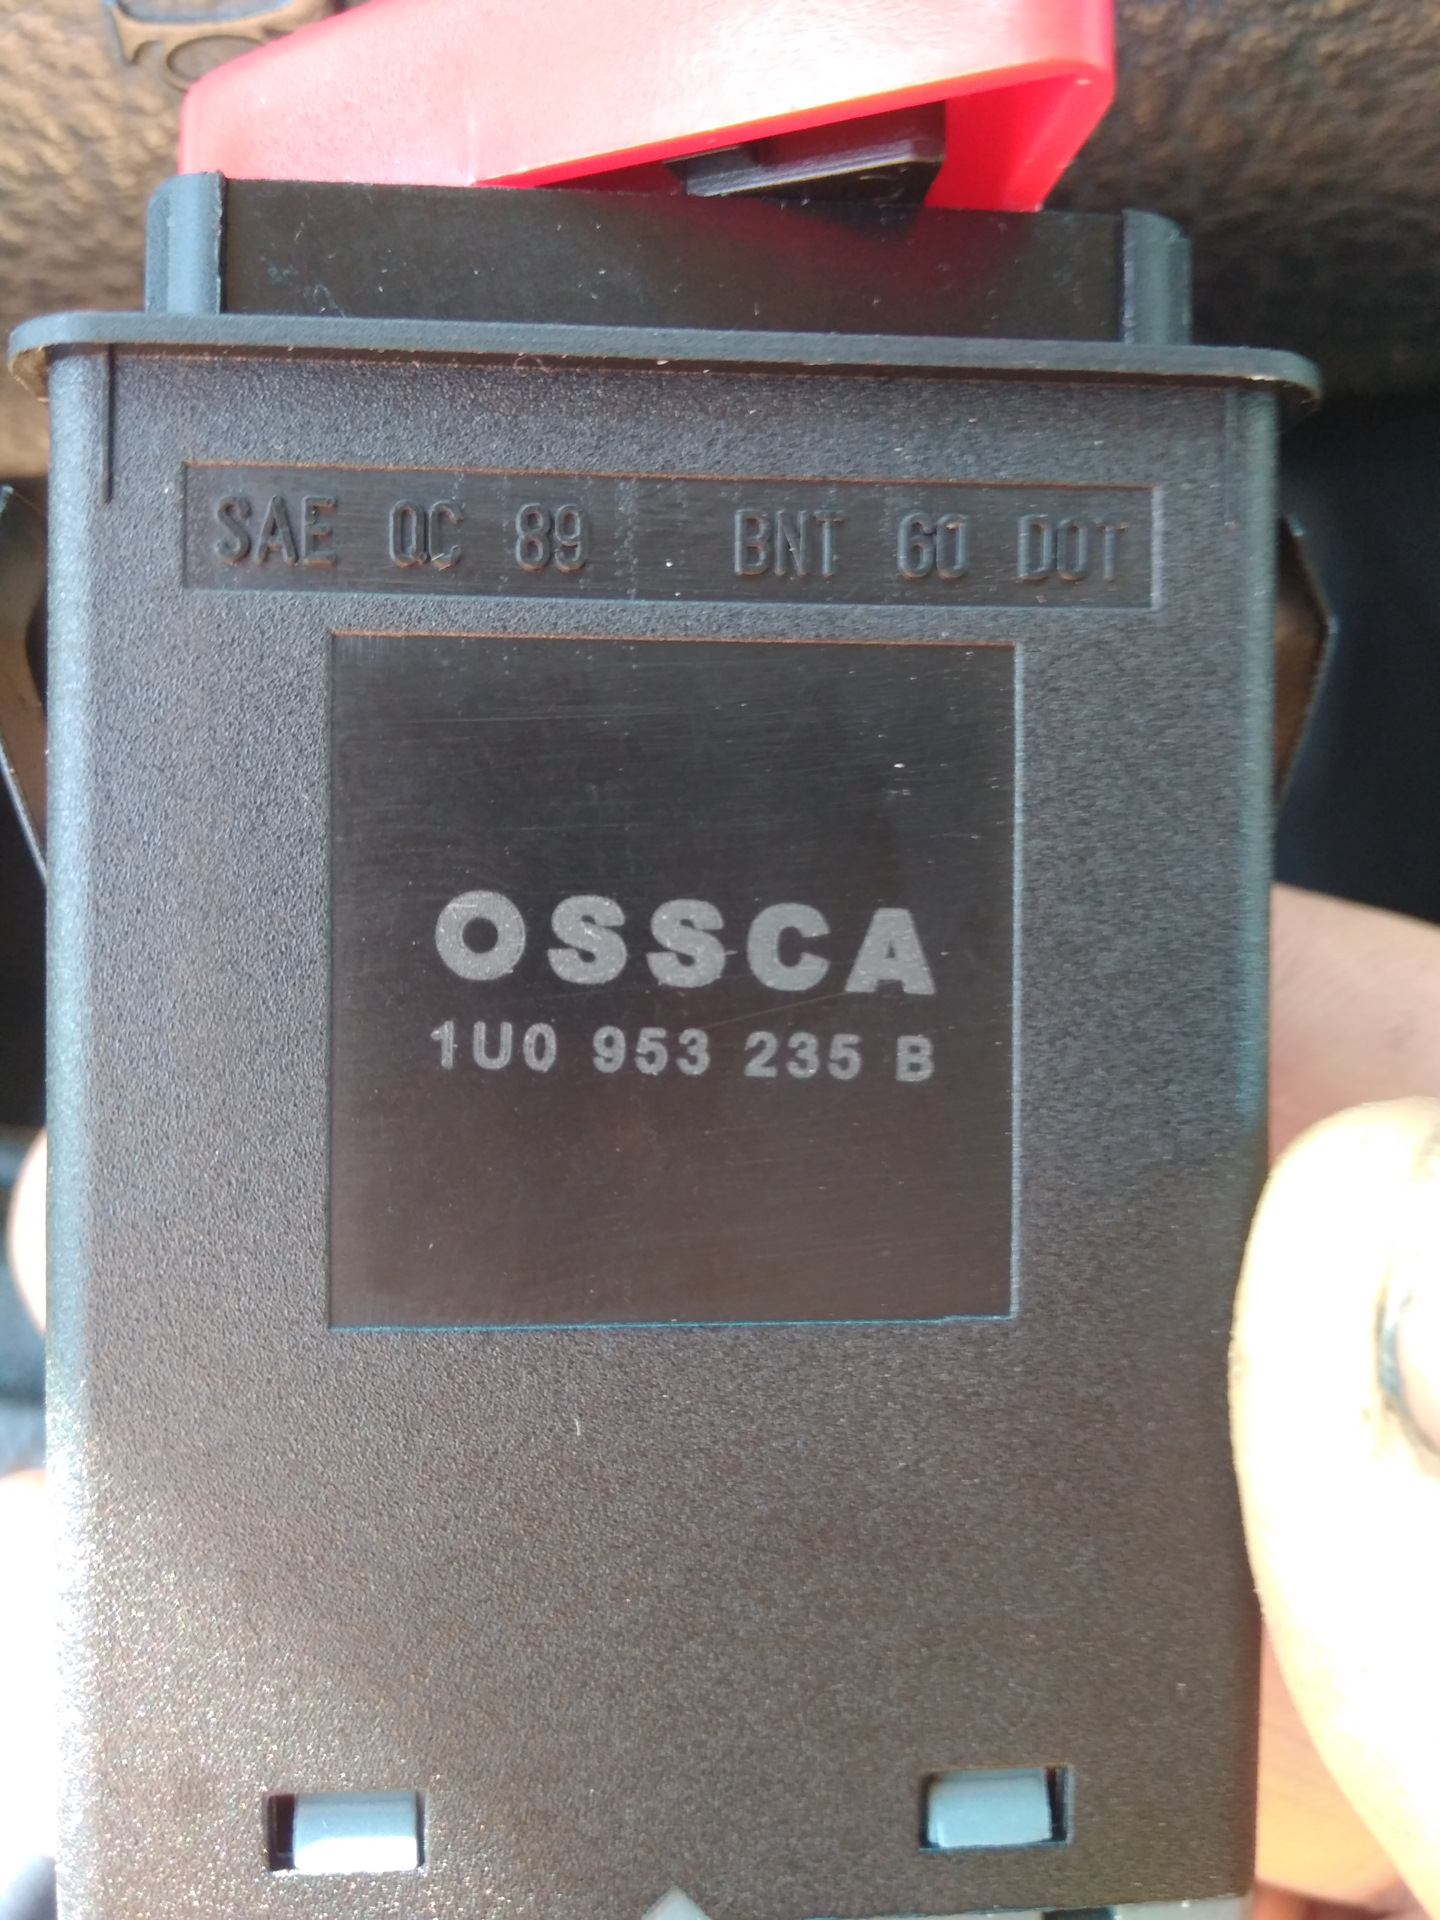 SAE QC 89 BNT 60 DOT
OSSCA
1U0 953 235 B